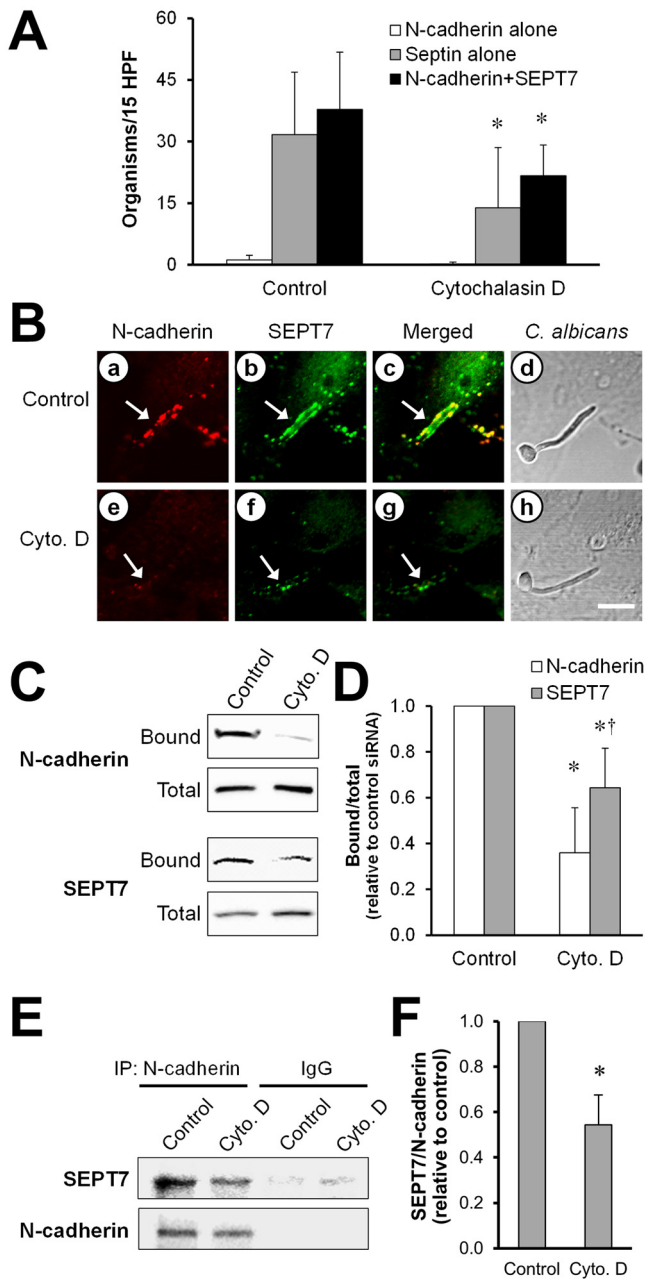 A
60
45
30
15
0
Organisms/15 HPF
N-cadherin alone
Septin alone
N-cadherin+SEPT7
* *
Control Cytochalasin D
B
N-cadherin SEPT7 Merged C. albicans
Control
a b c d
Cyto. D
e f g h
C
Control Cyto. D
N-cadherin
Bound
Total
SEPT7
Bound
Total
D
N-cadherin
SEPT7
Bound/total
(relative to control siRNA)
1.0
0.8
0.6
0.4
0.2
0.0
* *†
Control Cyto. D
E
IP: N-cadherin IgG
Control Cyto. D Control Cyto. D
SEPT7
N-cadherin
F
SEPT7/N-cadherin
(relative to control)
1.0
0.8
0.6
0.4
0.2
0.0
*
Control Cyto. D